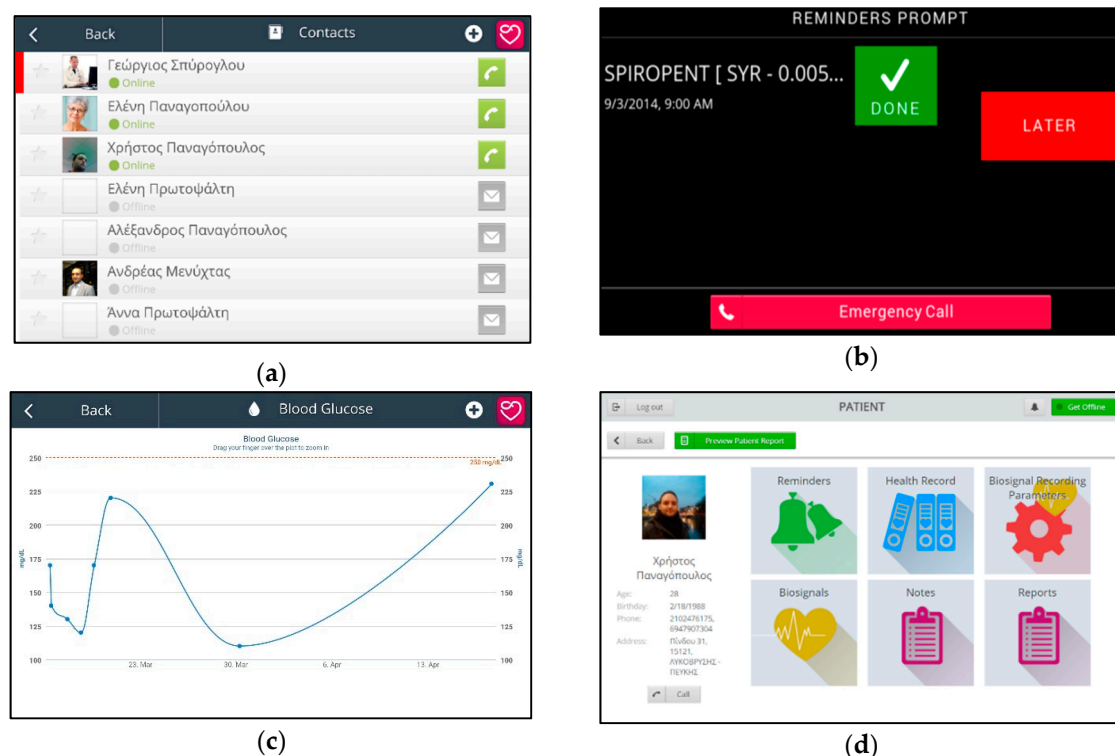 Back
Contacts
Γεώργιος Σπύρογλου
Online
Ελένη Παναγοπούλου
Online
Χρήστος Παναγόπουλος
Online
Ελένη Πρωτοψάλτη
Offline
Αλέξανδρος Παναγόπουλος
Offline
Ανδρέας Μενύχτας
Offline
Άννα Πρωτοψάλτη
Offline
(a)
REMINDERS PROMPT
SPIROPENT [ SYR - 0.005...
9/3/2014, 9:00 AM
DONE
LATER
Emergency Call
(b)
Back
Blood Glucose
Blood Glucose
Drag your finger over the plot to zoom in
250 250
250 mg/dL
225 225
200 200
175 175
mg/dL mg/dL
150 150
125 125
100 100
23. Mar 30. Mar 6. Apr 13. Apr
(c)
Log out PATIENT Get Offline
Back Preview Patient Report
Χρήστος
Παναγόπουλος
Age: 28
Birthday: 2/18/1988
Phone: 2102476175,
6947907304
Address: Πίνδου 31,
15121,
ΛΥΚΟΒΡΥΣΗΣ -
ΠΕΥΚΗΣ
Call
Reminders
Health Record
Biosignal Recording
Parameters
Biosignals
Notes
Reports
(d)